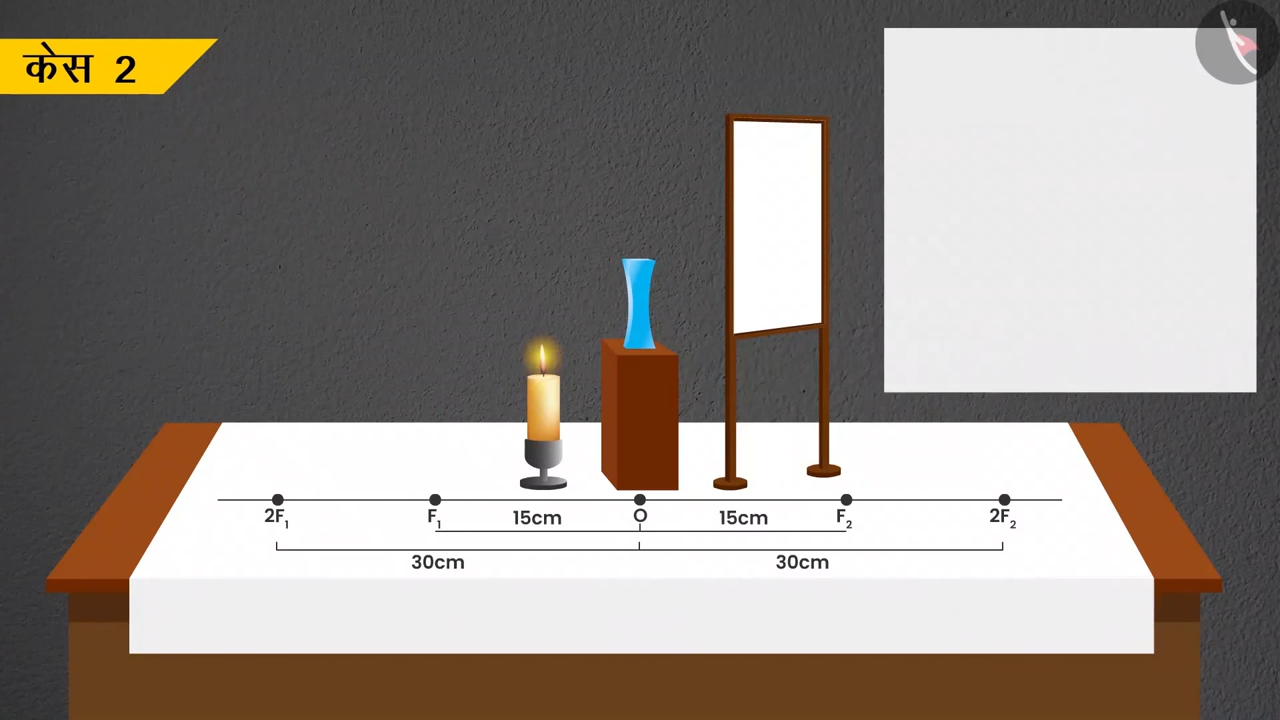 केस 2
2F₁
F₁
15cm
O
15cm
F₂
2F₂
30cm
30cm